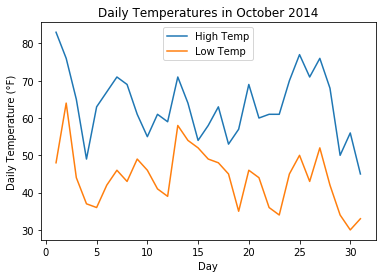 Daily Temperatures in October 2014
High Temp
Low Temp
Daily Temperature (°F)
80
70
60
50
40
30
0 5 10 15 20 25 30
Day